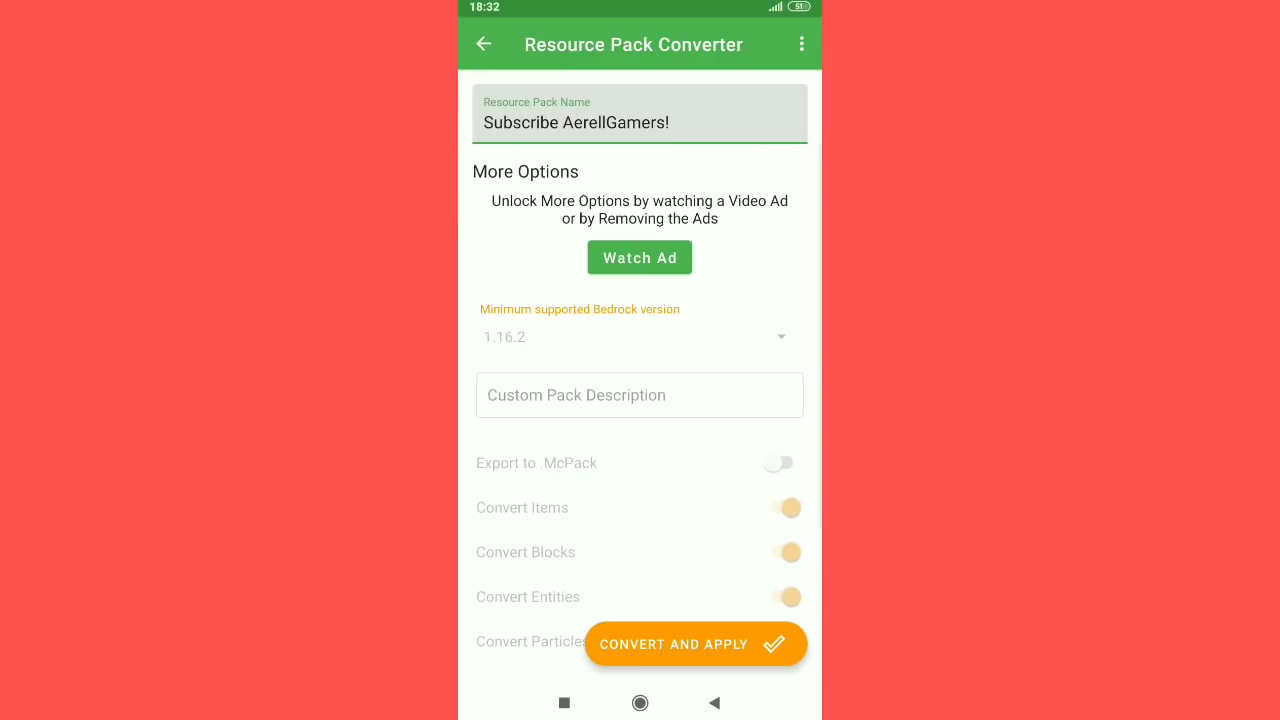 18:32
51
Resource Pack Converter
Resource Pack Name
Subscribe AerellGamers!
More Options
Unlock More Options by watching a Video Ad
or by Removing the Ads
Watch Ad
Minimum supported Bedrock version
1.16.2
Custom Pack Description
Export to .McPack
Convert Items
Convert Blocks
Convert Entities
Convert Particles
CONVERT AND APPLY